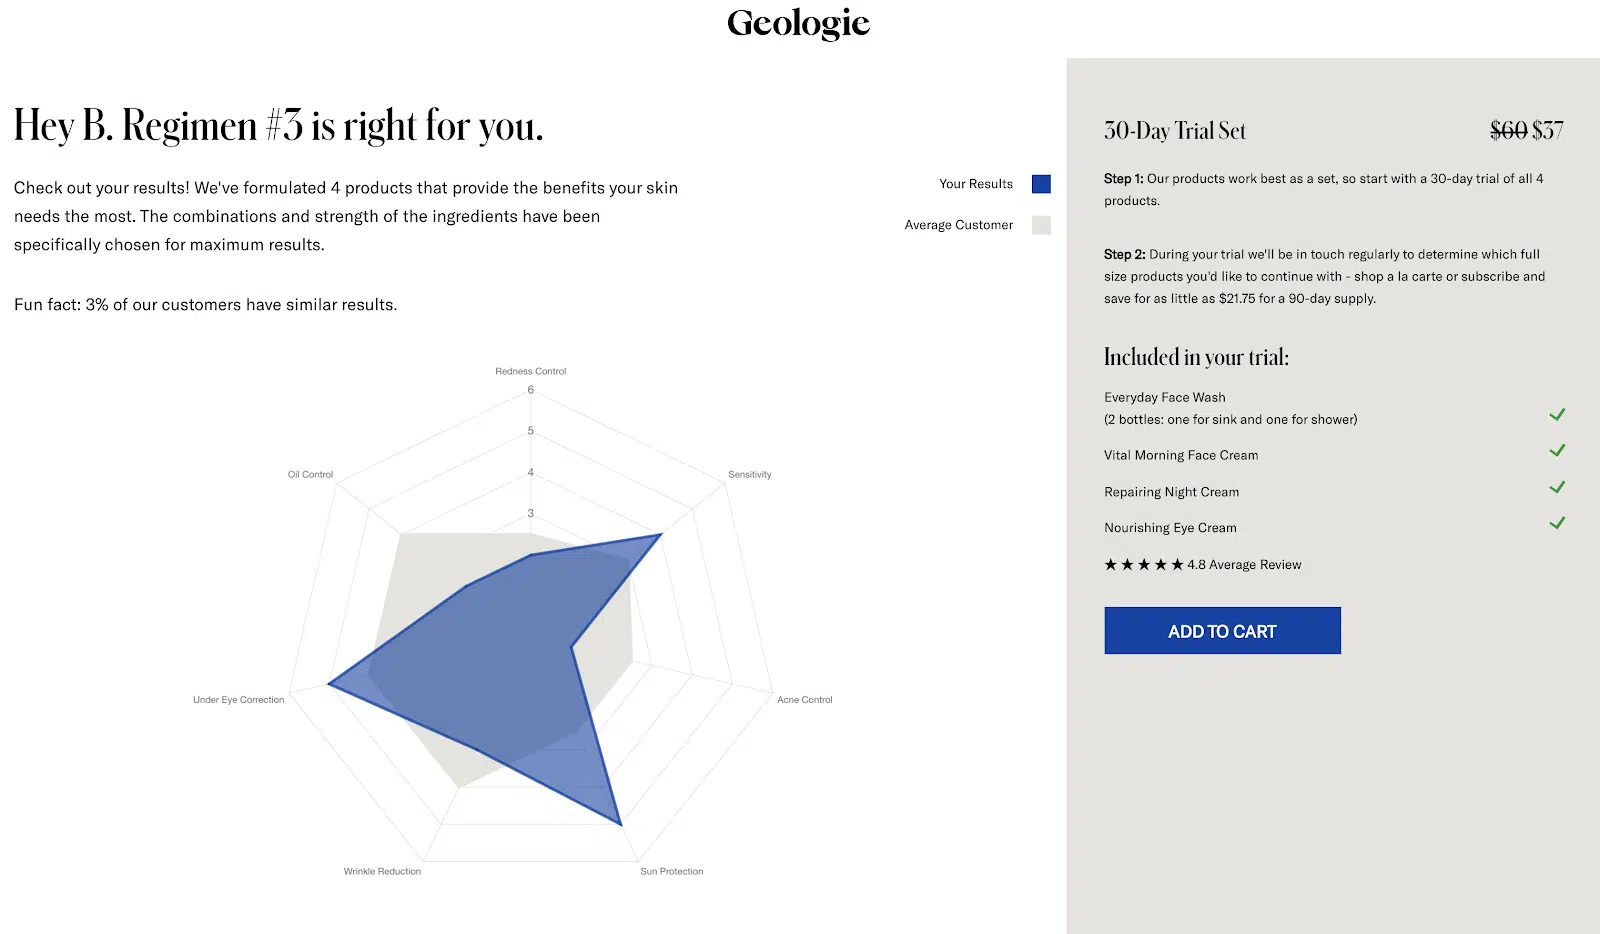 Geologie
Hey B. Regimen #3 is right for you.
Check out your results! We've formulated 4 products that provide the benefits your skin
needs the most. The combinations and strength of the ingredients have been
specifically chosen for maximum results.
Fun fact: 3% of our customers have similar results.
Your Results
Average Customer
Redness Control
6
5
4
3
Oil Control
Sensitivity
Under Eye Correction
Acne Control
Wrinkle Reduction
Sun Protection
30-Day Trial Set
$60 $37
Step 1: Our products work best as a set, so start with a 30-day trial of all 4
products.
Step 2: During your trial we'll be in touch regularly to determine which full
size products you'd like to continue with - shop a la carte or subscribe and
save for as little as $21.75 for a 90-day supply.
Included in your trial:
Everyday Face Wash
(2 bottles: one for sink and one for shower)
Vital Morning Face Cream
Repairing Night Cream
Nourishing Eye Cream
★★★★★ 4.8 Average Review
ADD TO CART